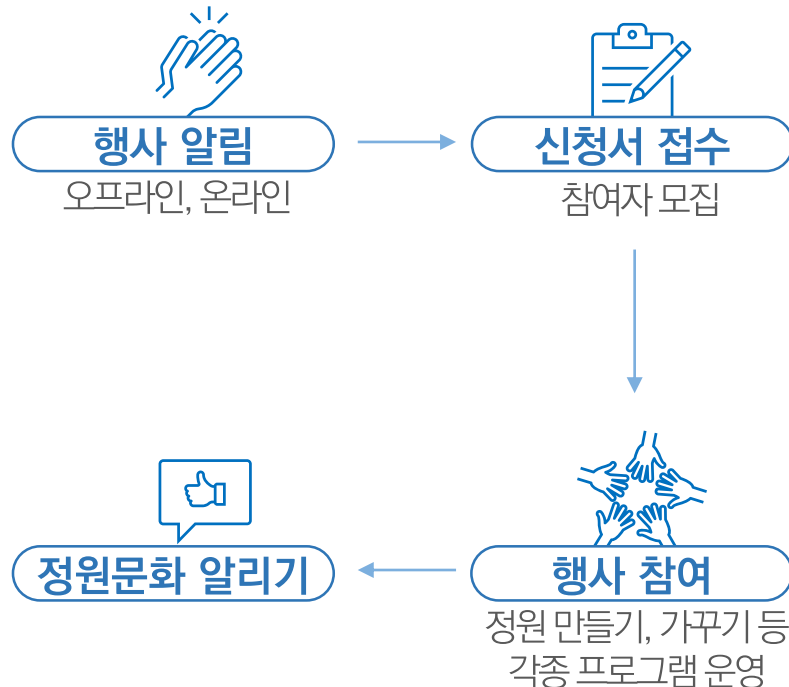 행사 알림
오프라인, 온라인
신청서 접수
참여자 모집
행사 참여
정원 만들기, 가꾸기 등
각종 프로그램 운영
정원문화 알리기